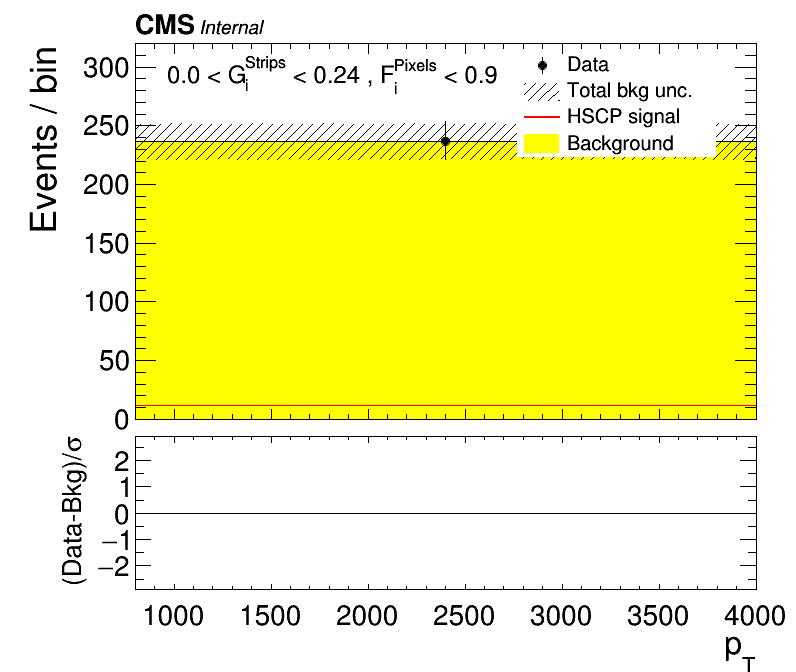 CMS Internal
Events / bin
0.0 < G_i^Strips < 0.24 , F_i^Pixels < 0.9
Data
Total bkg unc.
HSCP signal
Background
300
250
200
150
100
50
0
(Data-Bkg)/σ
2
1
0
−1
−2
1000 1500 2000 2500 3000 3500 4000
p_T